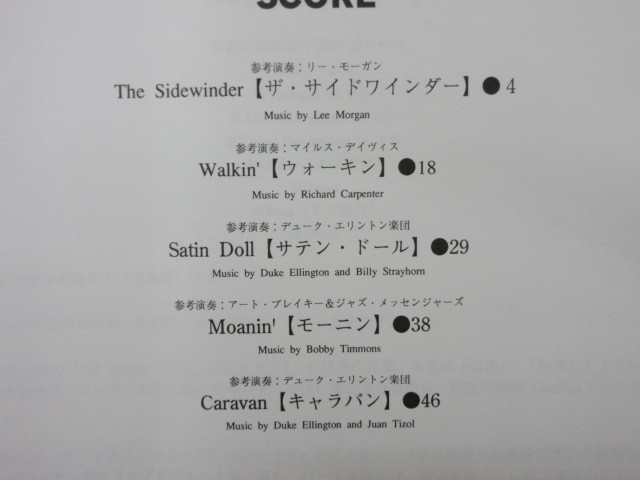 SCORE
参考演奏：リー・モーガン
The Sidewinder【ザ・サイドワインダー】●4
Music by Lee Morgan
参考演奏：マイルス・デイヴィス
Walkin'【ウォーキン】●18
Music by Richard Carpenter
参考演奏：デューク・エリントン楽団
Satin Doll【サテン・ドール】●29
Music by Duke Ellington and Billy Strayhorn
参考演奏：アート・ブレイキー＆ジャズ・メッセンジャーズ
Moanin'【モーニン】●38
Music by Bobby Timmons
参考演奏：デューク・エリントン楽団
Caravan【キャラバン】●46
Music by Duke Ellington and Juan Tizol